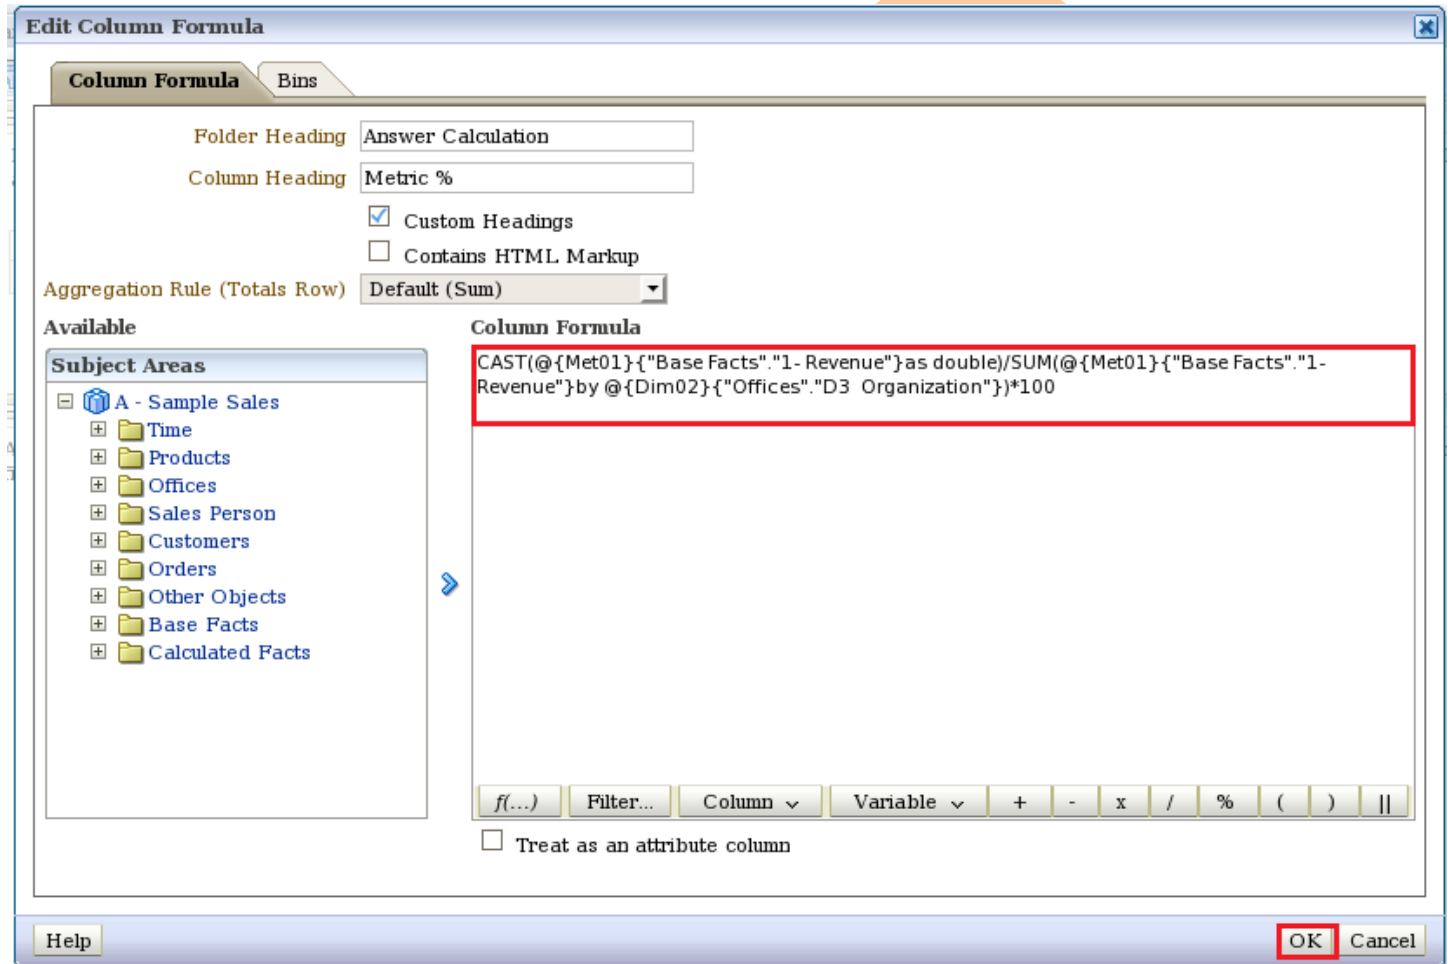 Edit Column Formula
Column Formula
Bins
Folder Heading
Answer Calculation
Column Heading
Metric %
Custom Headings
Contains HTML Markup
Aggregation Rule (Totals Row)
Default (Sum)
Available
Subject Areas
A - Sample Sales
Time
Products
Offices
Sales Person
Customers
Orders
Other Objects
Base Facts
Calculated Facts
Column Formula
CAST(@{Met01}{"Base Facts"."1- Revenue"}as double)/SUM(@{Met01}{"Base Facts"."1-
Revenue"}by @{Dim02}{"Offices"."D3  Organization"})*100
f(...)
Filter...
Column
Variable
+
-
x
/
%
(
)
||
Treat as an attribute column
Help
OK
Cancel